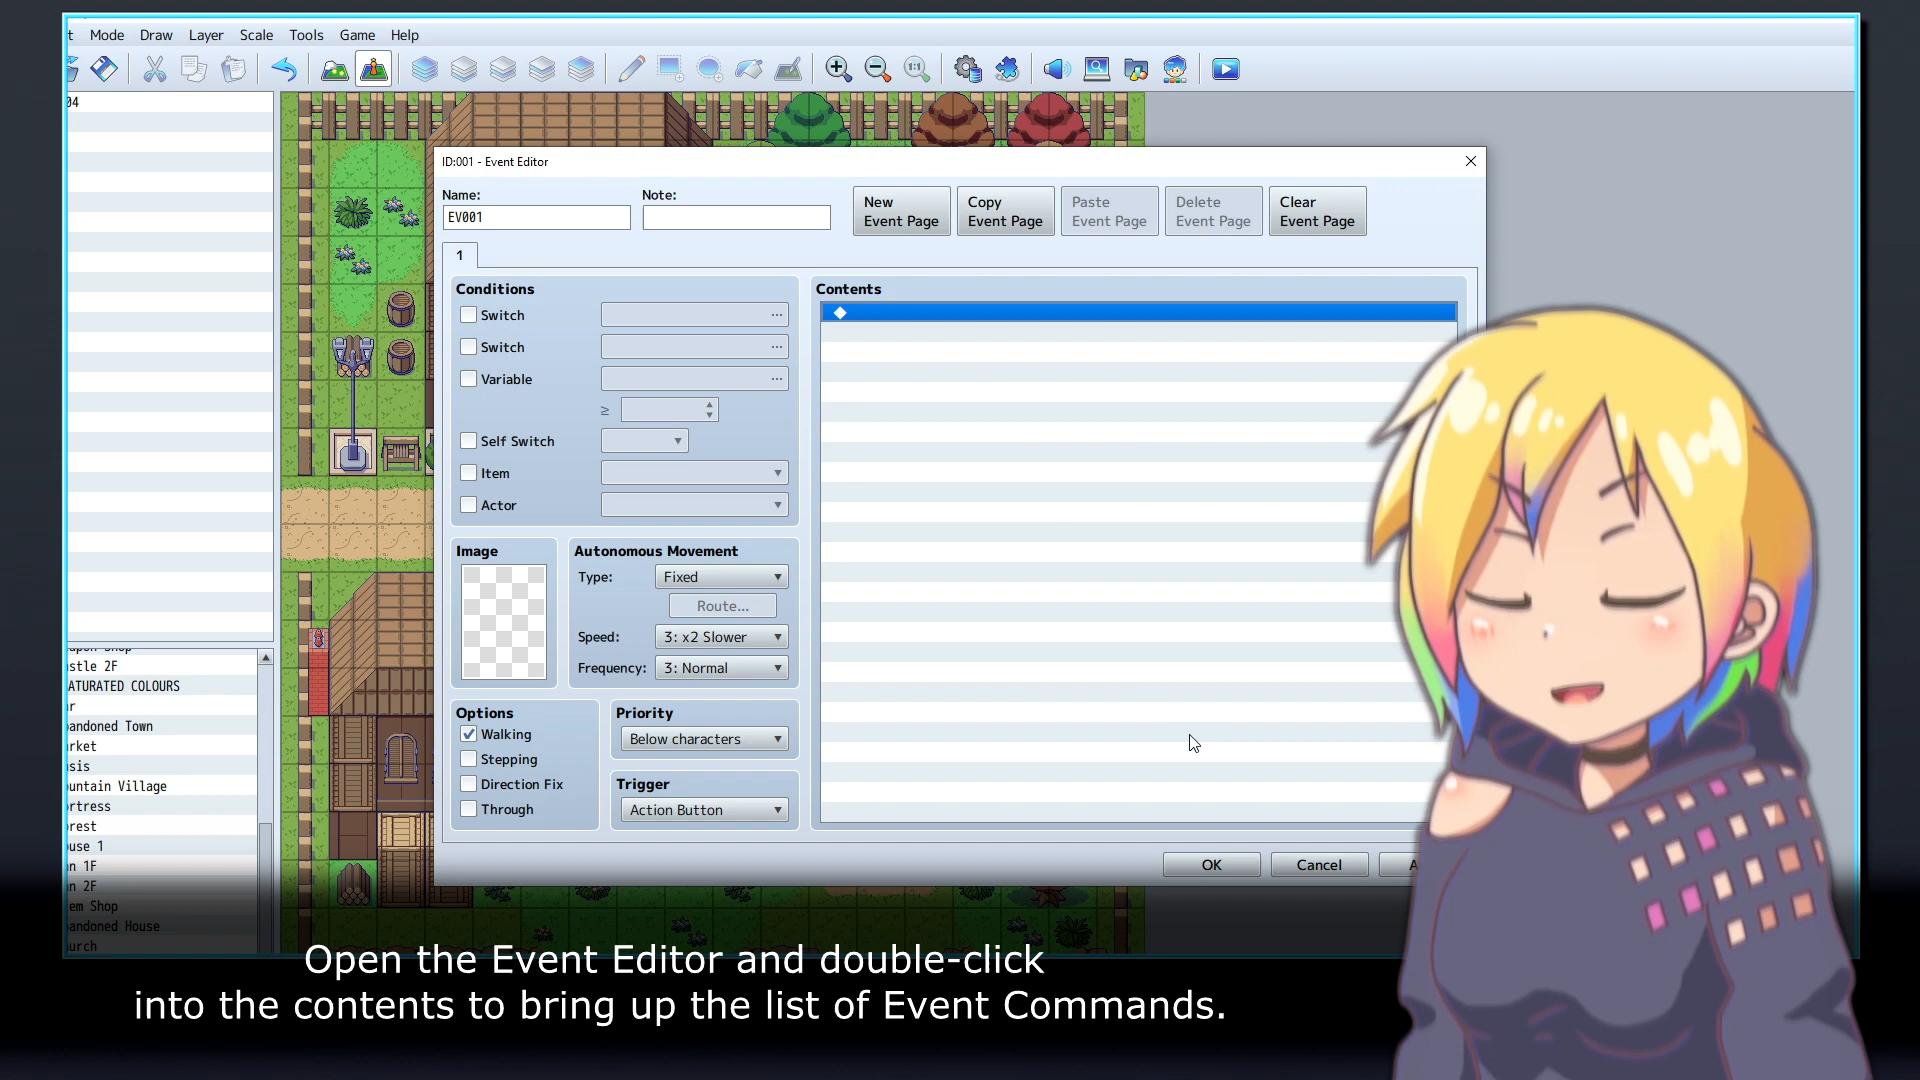 t Mode Draw Layer Scale Tools Game Help
04
ID:001 - Event Editor
Name: Note:
EV001
New Event Page
Copy Event Page
Paste Event Page
Delete Event Page
Clear Event Page
1
Conditions
Switch ...
Switch ...
Variable ...
≥
Self Switch
Item
Actor
Image
Autonomous Movement
Type: Fixed
Route...
Speed: 3: x2 Slower
Frequency: 3: Normal
Options
Walking
Stepping
Direction Fix
Through
Priority
Below characters
Trigger
Action Button
Contents
OK Cancel A
apon Shop
stle 2F
ATURATED COLOURS
r
andoned Town
rket
sis
untain Village
ortress
rest
use 1
n 1F
n 2F
em Shop
andoned House
urch
Open the Event Editor and double-click
into the contents to bring up the list of Event Commands.